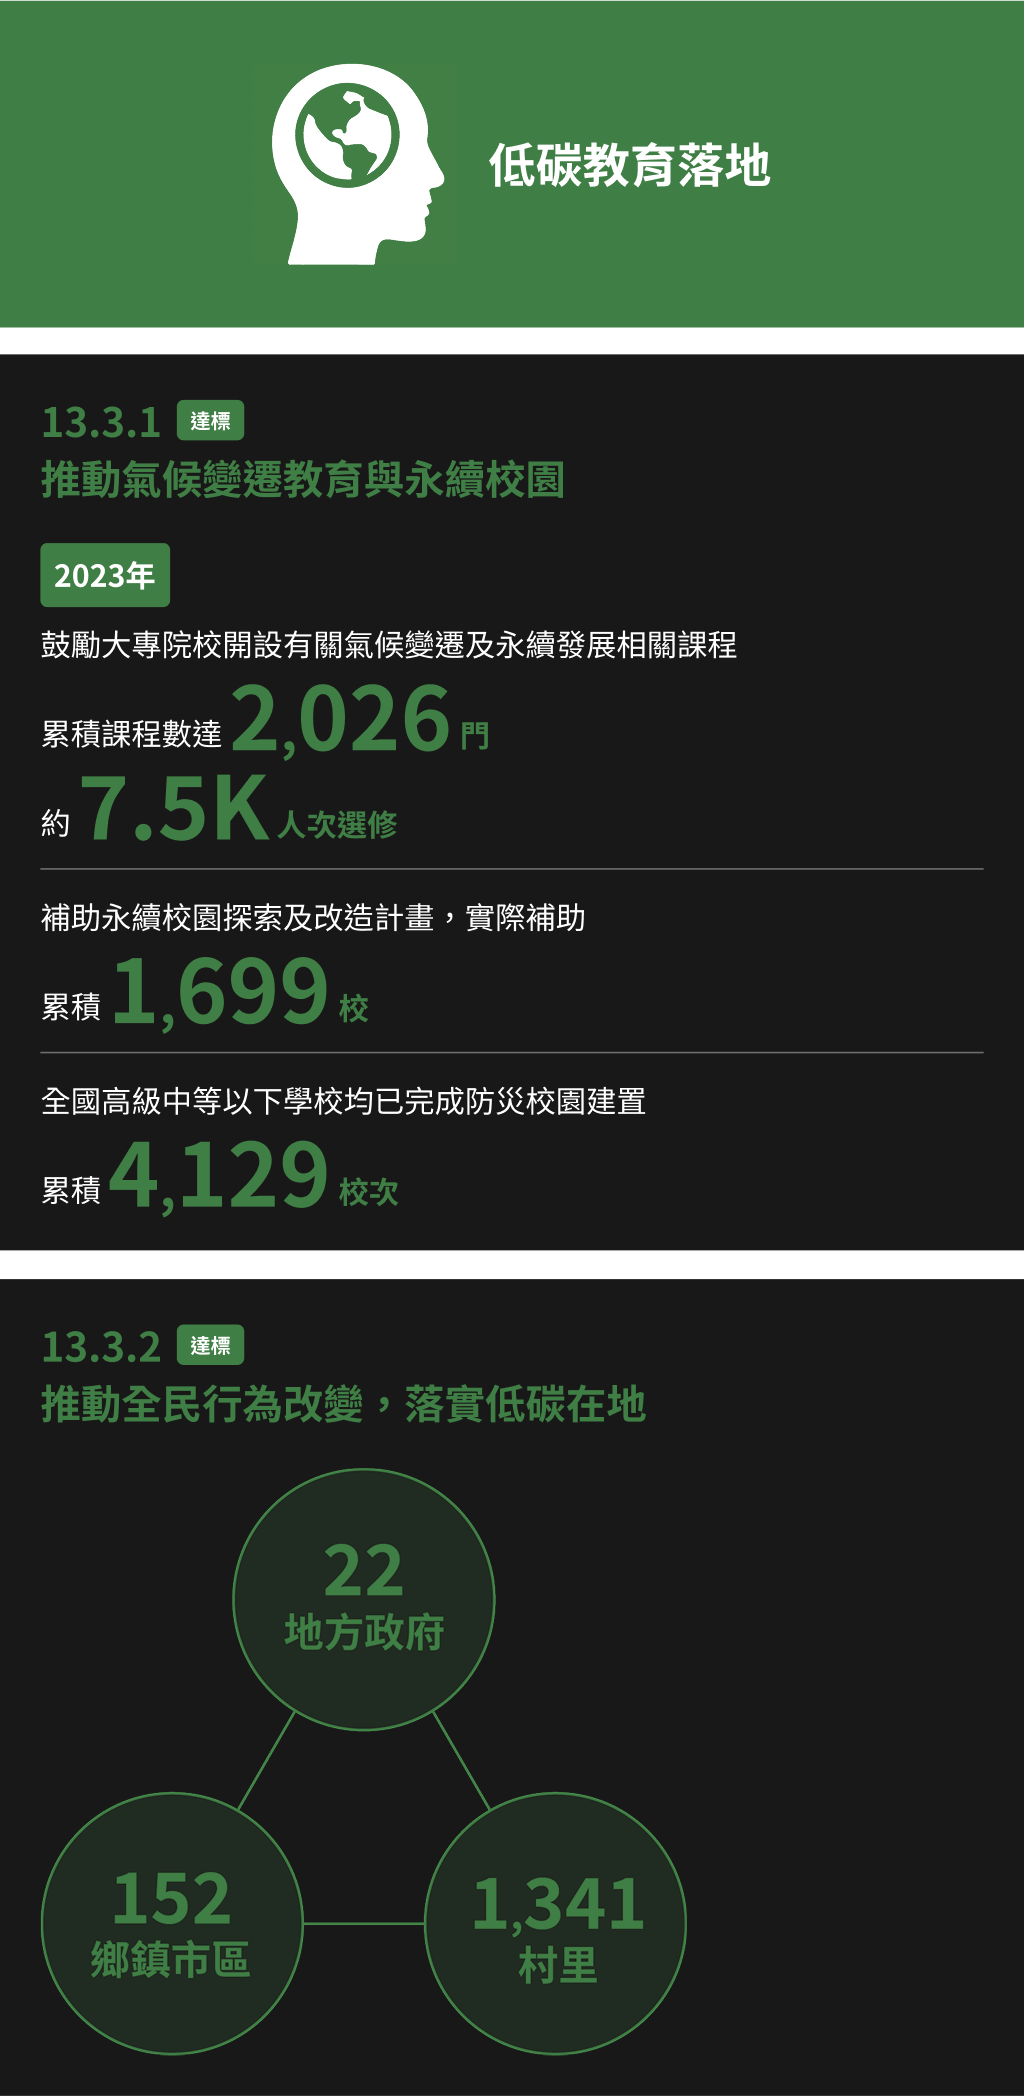 低碳教育落地
13.3.1 達標
推動氣候變遷教育與永續校園
2023年
鼓勵大專院校開設有關氣候變遷及永續發展相關課程
累積課程數達 2,026 門
約 7.5K 人次選修
補助永續校園探索及改造計畫，實際補助
累積 1,699 校
全國高級中等以下學校均已完成防災校園建置
累積 4,129 校次
13.3.2 達標
推動全民行為改變，落實低碳在地
22
地方政府
152
鄉鎮市區
1,341
村里